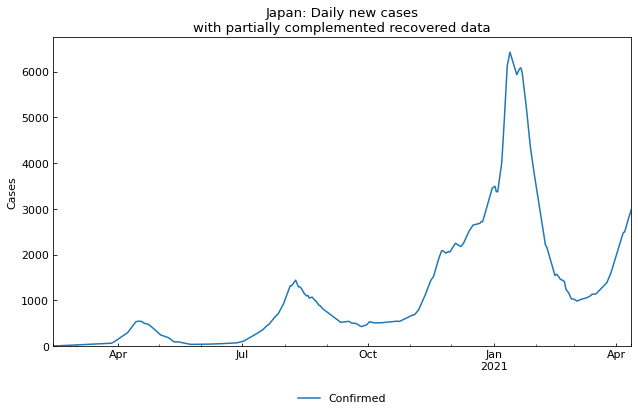 Japan: Daily new cases
with partially complemented recovered data
6000
5000
4000
3000
2000
1000
0
Cases
Apr
Jul
Oct
Jan
2021
Apr
Confirmed